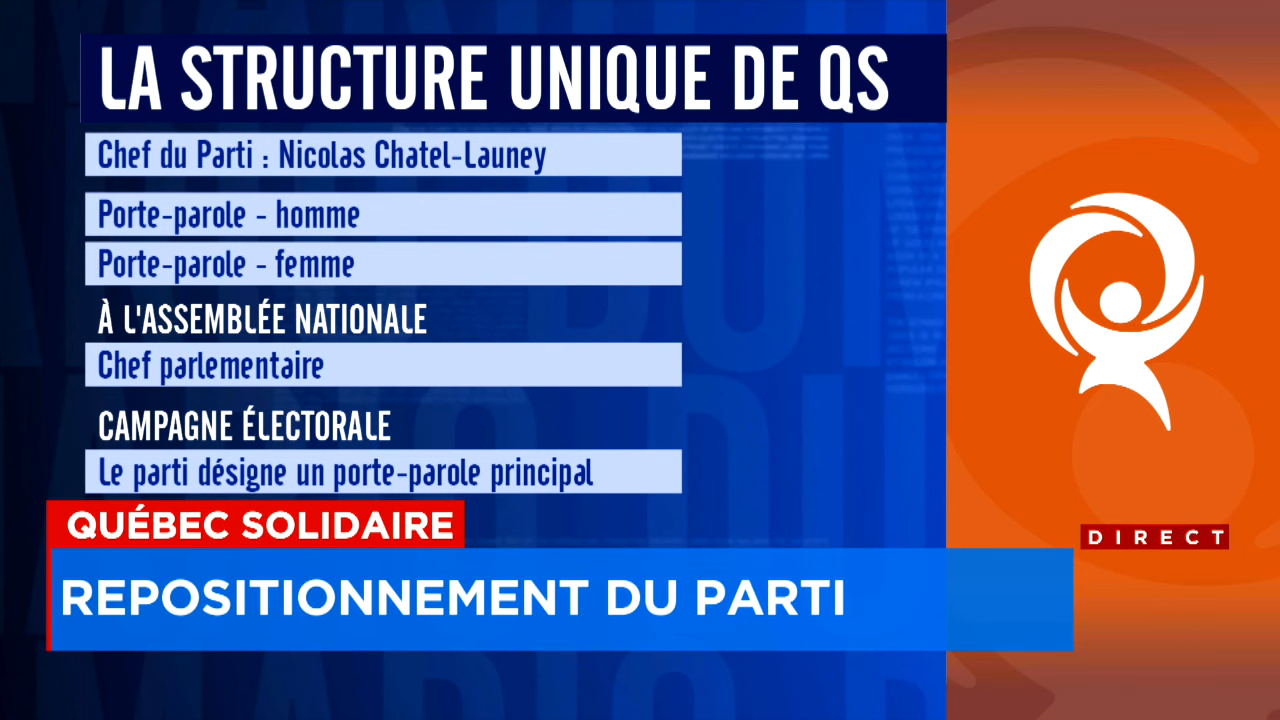 LA STRUCTURE UNIQUE DE QS
Chef du Parti : Nicolas Chatel-Launey
Porte-parole - homme
Porte-parole - femme
À L'ASSEMBLÉE NATIONALE
Chef parlementaire
CAMPAGNE ÉLECTORALE
Le parti désigne un porte-parole principal
QUÉBEC SOLIDAIRE
DIRECT
REPOSITIONNEMENT DU PARTI